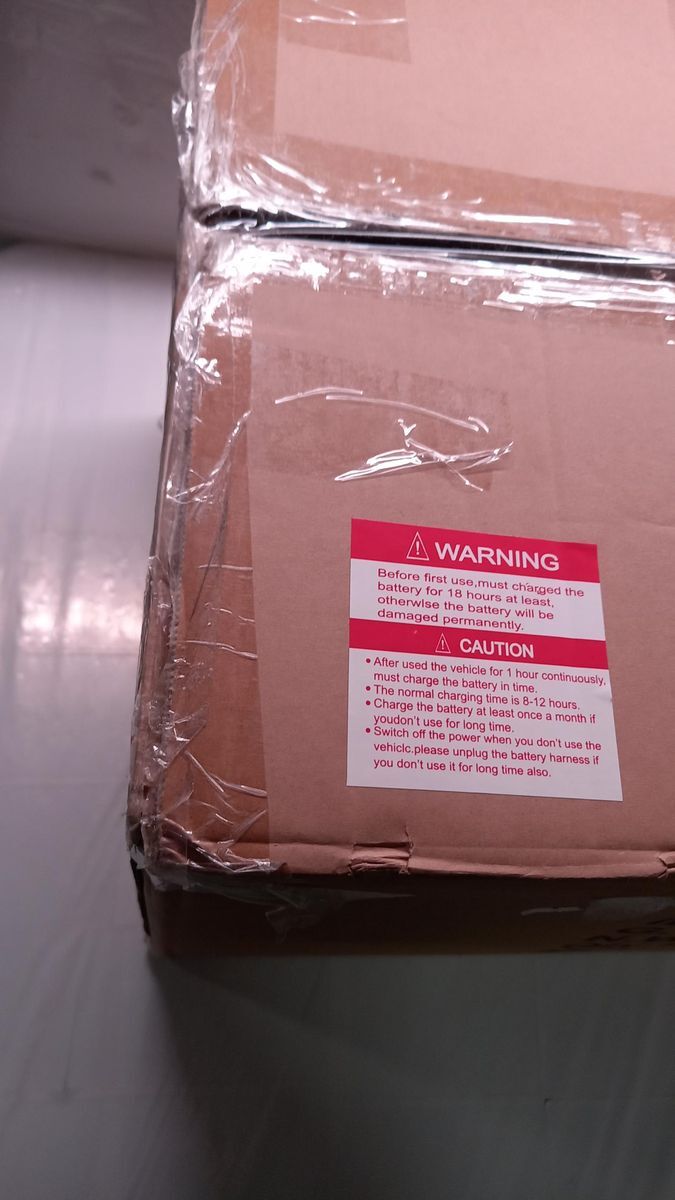 WARNING
Before first use,must charged the
battery for 18 hours at least,
otherwlse the battery will be
damaged permanently.
CAUTION
• After used the vehicle for 1 hour continuously,
must charge the battery in time.
• The normal charging time is 8-12 hours.
• Charge the battery at least once a month if
youdon't use for long time.
• Switch off the power when you don't use the
vehiclc.please unplug the battery harness if
you don't use it for long time also.